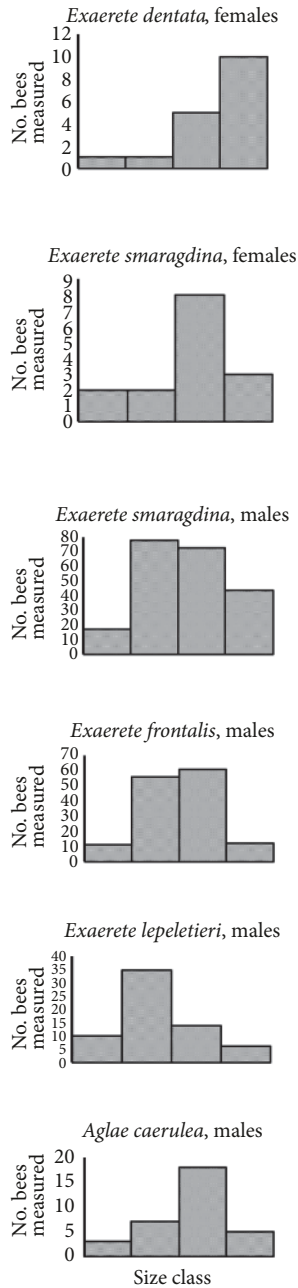 Exaerete dentata, females
12
10
8
6
4
2
0
No. bees
measured
Exaerete smaragdina, females
9
8
7
6
5
4
3
2
1
0
No. bees
measured
Exaerete smaragdina, males
80
70
60
50
40
30
20
10
0
No. bees
measured
Exaerete frontalis, males
70
60
50
40
30
20
10
0
No. bees
measured
Exaerete lepeletieri, males
40
35
30
25
20
15
10
5
0
No. bees
measured
Aglae caerulea, males
20
15
10
5
0
No. bees
measured
Size class